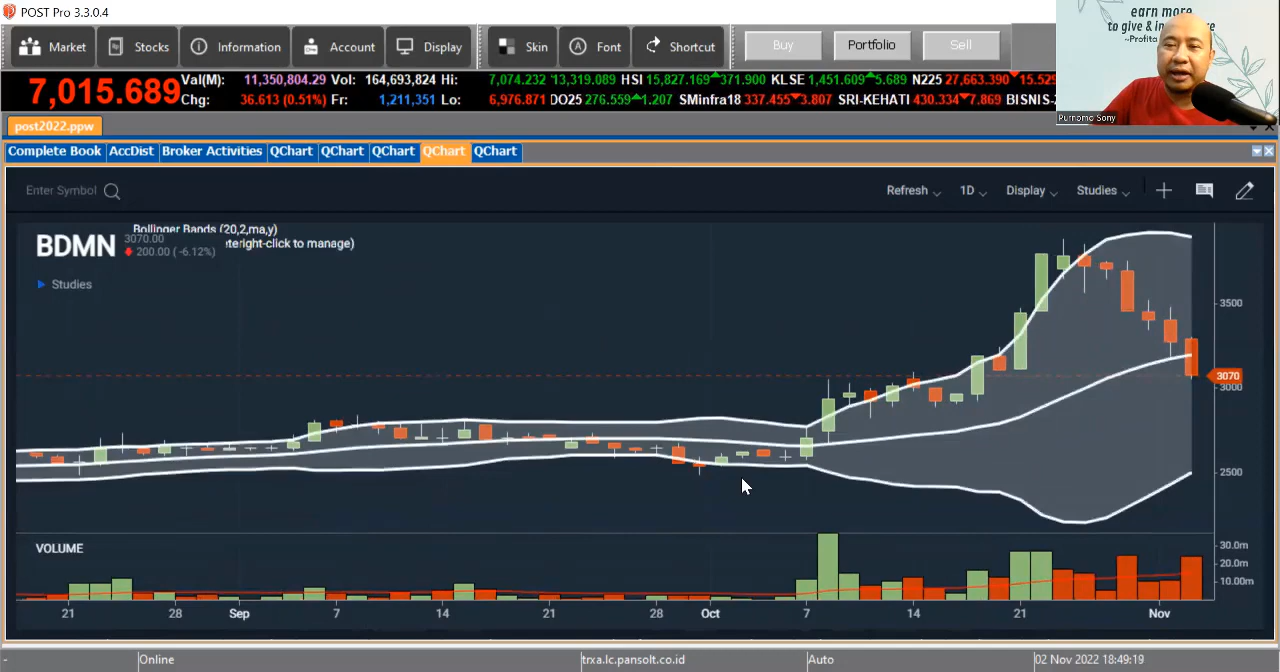 POST Pro 3.3.0.4
earn more
to give & in re
~Profita
Market Stocks Information Account Display Skin Font Shortcut Buy Portfolio Sell
7,015.689 Val(M): 11,350,804.29 Vol: 164,693,824 Hi: 7,074.232 13,319.089 HSI 15,827.169 371.900 KLSE 1,451.609 5.689 N225 27,663.390 15.529
Chg: 36.613 (0.51%) Fr: 1,211,351 Lo: 6,976.871 DO25 276.559 1.207 SMinfra18 337.455 3.807 SRI-KEHATI 430.334 7.869 BISNIS-
Purnomo Sony
post2022.ppw
Complete Book AccDist Broker Activities QChart QChart QChart QChart QChart
Enter Symbol Refresh 1D Display Studies
Bollinger Bands (20,2,ma,y)
BDMN 3070.00
right-click to manage)
200.00 (-6.12%)
Studies
3500
3070
3000
2500
VOLUME
30.0m
20.0m
10.00m
21 28 Sep 7 14 21 28 Oct 7 14 21 Nov
- Online trxa.lc.pansolt.co.id Auto 02 Nov 2022 18:49:19